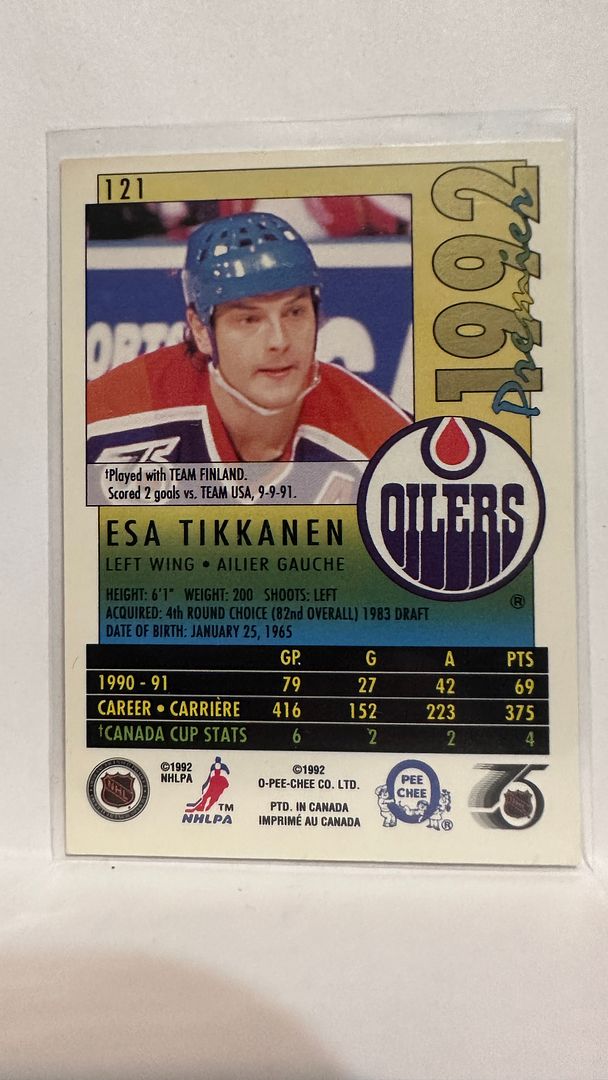 121
1992
Premier
†Played with TEAM FINLAND.
Scored 2 goals vs. TEAM USA, 9-9-91.
OILERS
®
ESA TIKKANEN
LEFT WING • AILIER GAUCHE
HEIGHT: 6'1" WEIGHT: 200 SHOOTS: LEFT
ACQUIRED: 4th ROUND CHOICE (82nd OVERALL) 1983 DRAFT
DATE OF BIRTH: JANUARY 25, 1965
GP. G A PTS
1990 - 91 79 27 42 69
CAREER • CARRIÈRE 416 152 223 375
†CANADA CUP STATS 6 2 2 4
NHL
©1992
NHLPA
NHLPA TM
©1992
O-PEE-CHEE CO. LTD.
PTD. IN CANADA
IMPRIMÉ AU CANADA
O PEE CHEE ®
75
NHL